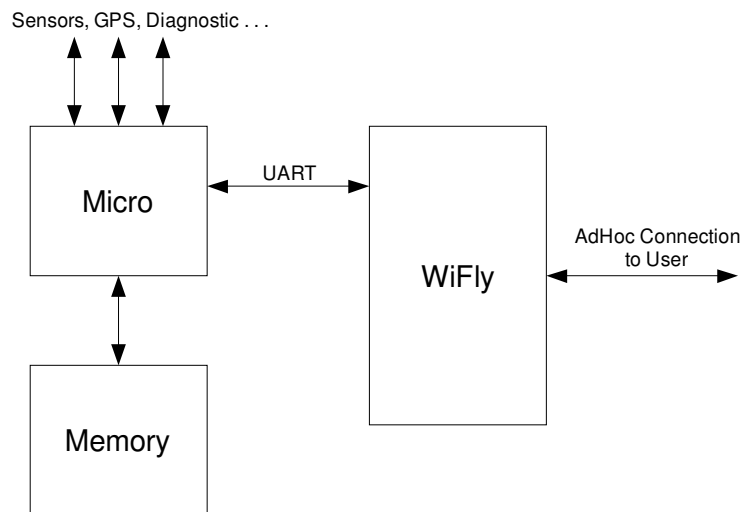 Sensors, GPS, Diagnostic . . .
UART
Micro
AdHoc Connection
to User
WiFly
Memory